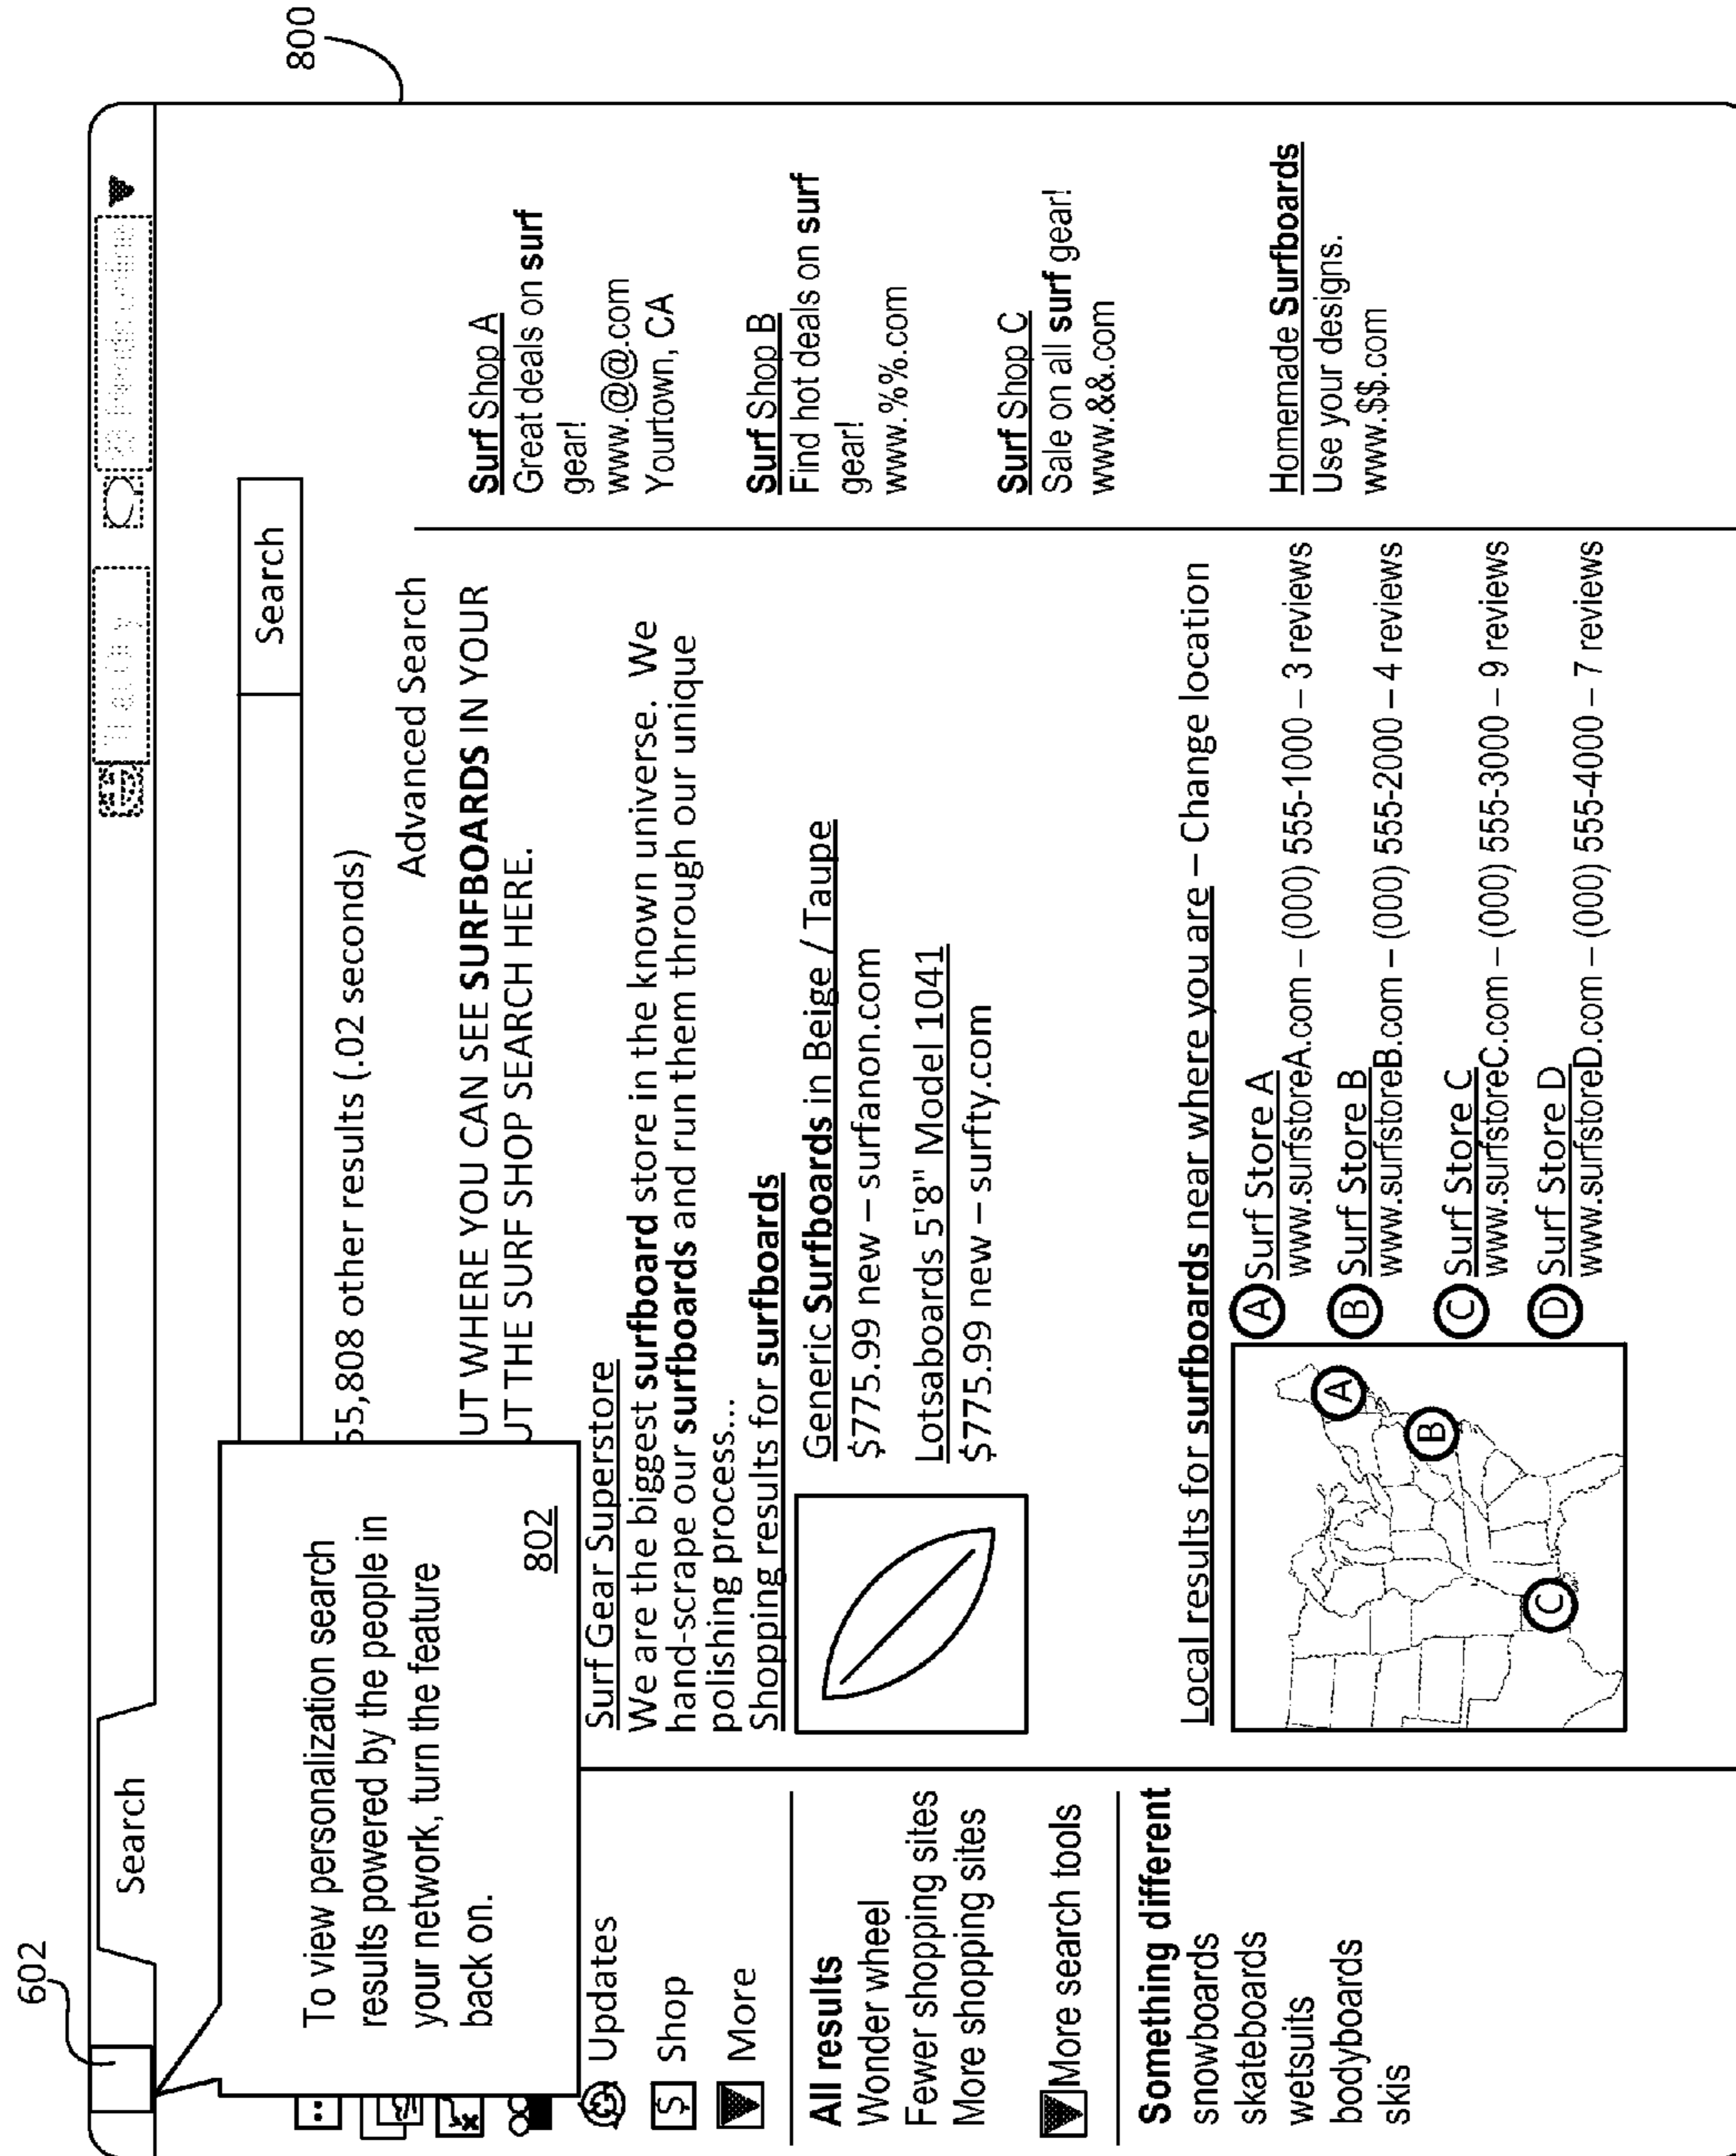 800
602
Search
Search
To view personalization search
results powered by the people in
your network, turn the feature
back on.
802
55,808 other results (.02 seconds)
Advanced Search
UT WHERE YOU CAN SEE SURFBOARDS IN YOUR
UT THE SURF SHOP SEARCH HERE.
Surf Gear Superstore
We are the biggest surfboard store in the known universe. We
hand-scrape our surfboards and run them through our unique
polishing process...
Shopping results for surfboards
Generic Surfboards in Beige / Taupe
$775.99 new – surfanon.com
Lotsaboards 5'8" Model 1041
$775.99 new – surfty.com
Local results for surfboards near where you are – Change location
A Surf Store A
www.surfstoreA.com – (000) 555-1000 – 3 reviews
B Surf Store B
www.surfstoreB.com – (000) 555-2000 – 4 reviews
C Surf Store C
www.surfstoreC.com – (000) 555-3000 – 9 reviews
D Surf Store D
www.surfstoreD.com – (000) 555-4000 – 7 reviews
A
B
C
Updates
$ Shop
More
All results
Wonder wheel
Fewer shopping sites
More shopping sites
More search tools
Something different
snowboards
skateboards
wetsuits
bodyboards
skis
Surf Shop A
Great deals on surf
gear!
www.@@.com
Yourtown, CA
Surf Shop B
Find hot deals on surf
gear!
www.%%.com
Surf Shop C
Sale on all surf gear!
www.&&.com
Homemade Surfboards
Use your designs.
www.$$.com